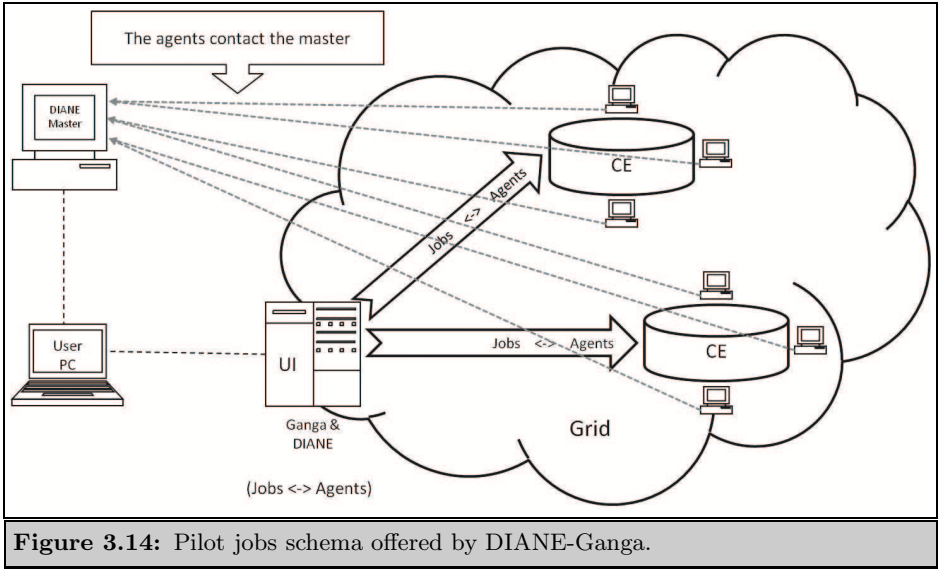 The agents contact the master
DIANE
Master
CE
Jobs <-> Agents
User
PC
UI
Jobs <-> Agents
CE
Ganga &
DIANE
Grid
(Jobs <-> Agents)
Figure 3.14: Pilot jobs schema offered by DIANE-Ganga.